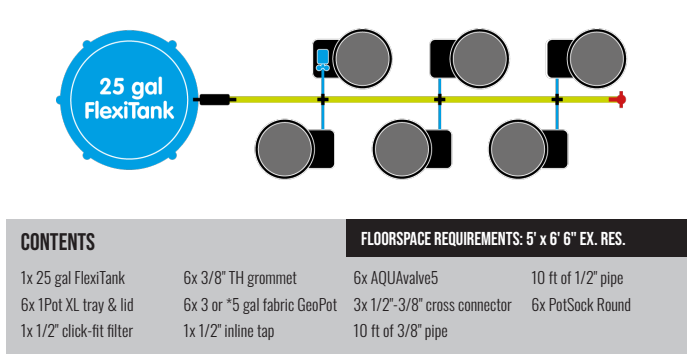 25 gal
FlexiTank
CONTENTS
FLOORSPACE REQUIREMENTS: 5' x 6' 6" EX. RES.
1x 25 gal FlexiTank
6x 1Pot XL tray & lid
1x 1/2" click-fit filter
6x 3/8" TH grommet
6x 3 or *5 gal fabric GeoPot
1x 1/2" inline tap
6x AQUAvalve5
3x 1/2"-3/8" cross connector
10 ft of 3/8" pipe
10 ft of 1/2" pipe
6x PotSock Round